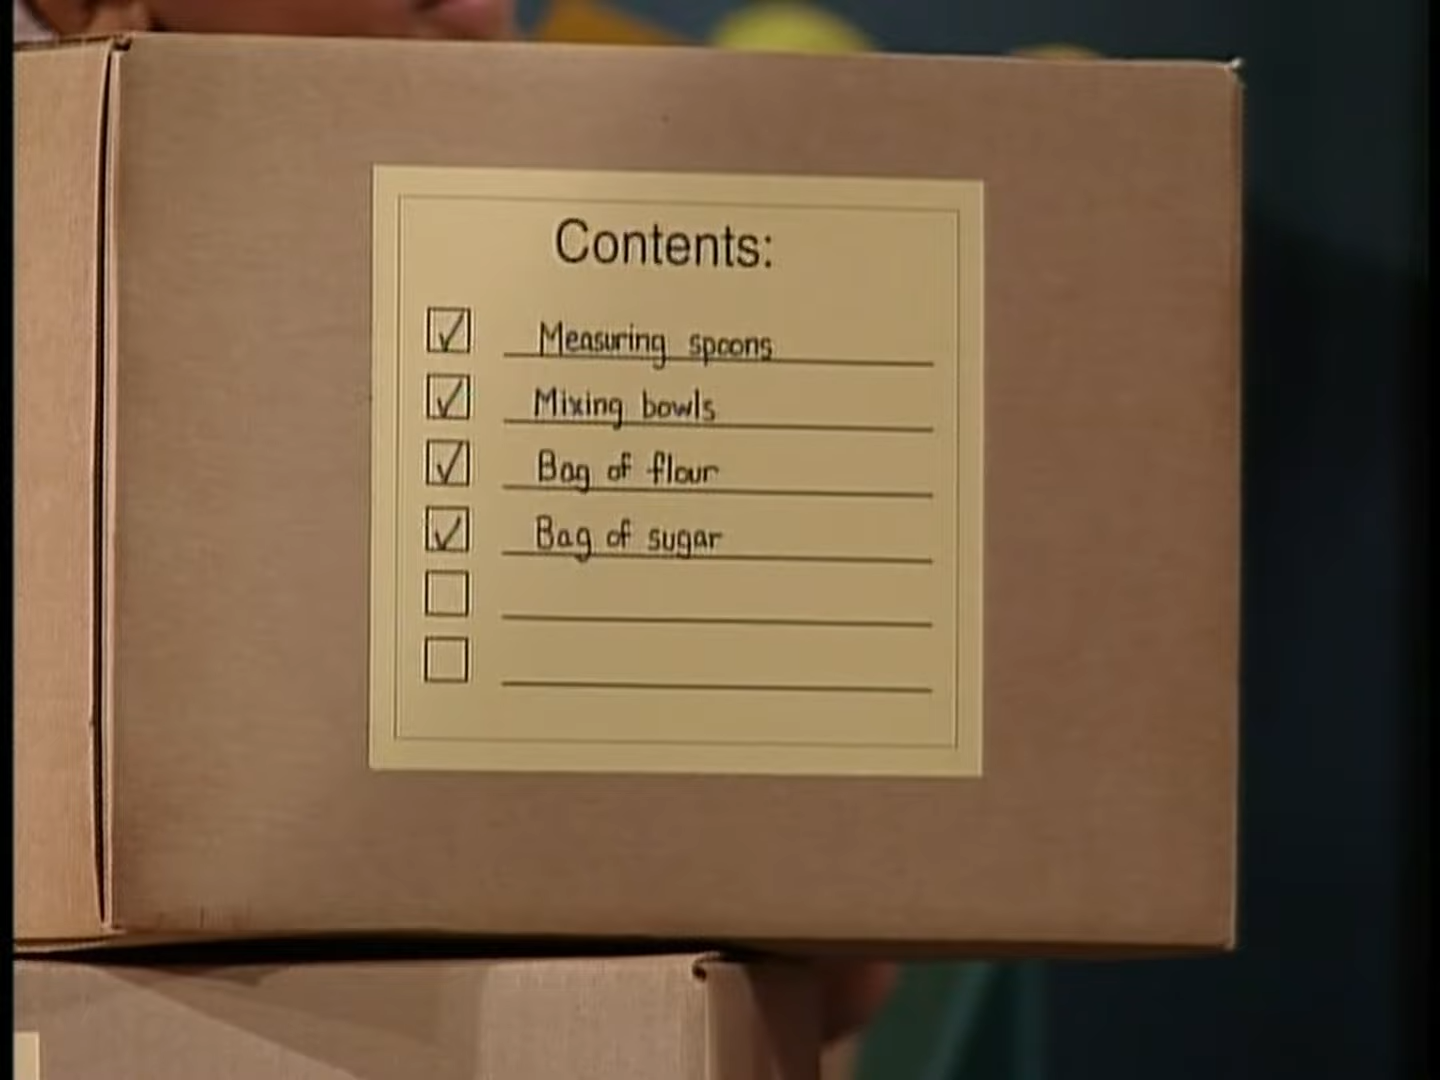 Contents:
Measuring spoons
Mixing bowls
Bag of flour
Bag of sugar